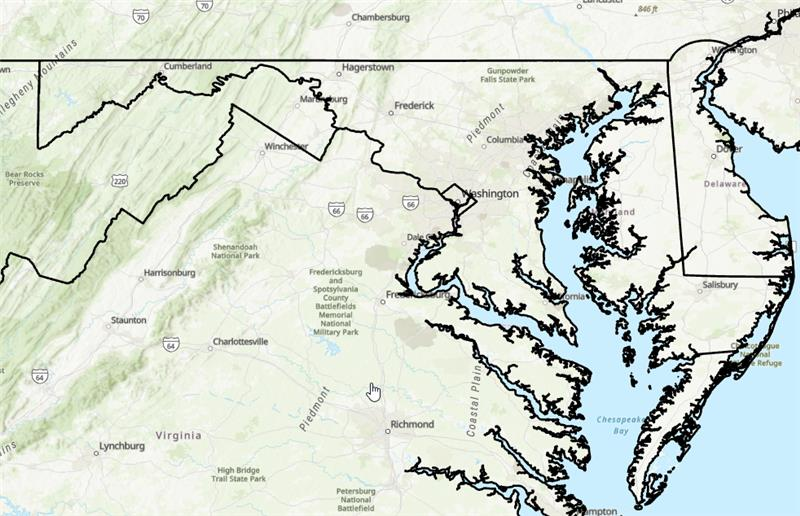 Lancaster
846 ft
70
70
Chambersburg
Allegheny Mountains
Cumberland
Hagerstown
Gunpowder
Falls State Park
Frederick
Piedmont
Columbia
Winchester
Dover
Bear Rocks
Preserve
220
Delaware
Washington
66
66
66
Shenandoah
National Park
Harrisonburg
Fredericksburg
and
Spotsylvania
County
Battlefields
Memorial
National
Military Park
Fredericksburg
Salisbury
Staunton
64
Charlottesville
64
Piedmont
Coastal Plain
Chesapeake
Bay
Richmond
Virginia
Lynchburg
High Bridge
Trail State Park
Petersburg
National
Battlefield